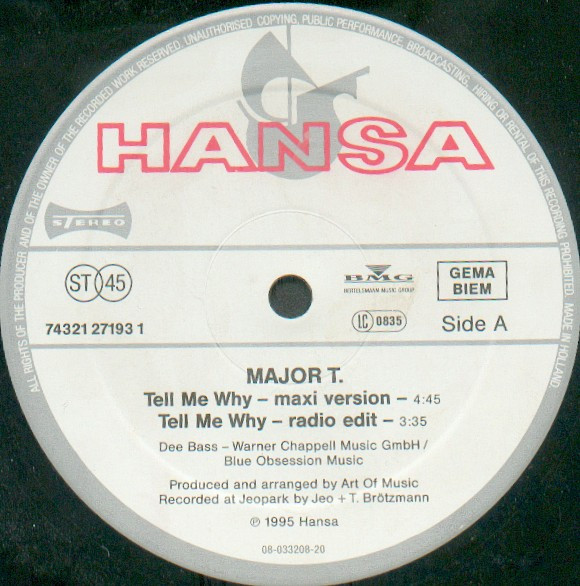 ALL RIGHTS OF THE PRODUCER AND OF THE OWNER OF THE RECORDED WORK RESERVED. UNAUTHORISED COPYING, PUBLIC PERFORMANCE, BROADCASTING, HIRING OR RENTAL OF THIS RECORDING PROHIBITED. MADE IN HOLLAND.
HANSA
STEREO
ST 45
BMG
BERTELSMANN MUSIC GROUP
GEMA
BIEM
74321 27193 1
LC 0835
Side A
MAJOR T.
Tell Me Why – maxi version – 4:45
Tell Me Why – radio edit – 3:35
Dee Bass – Warner Chappell Music GmbH /
Blue Obsession Music
Produced and arranged by Art Of Music
Recorded at Jeopark by Jeo + T. Brötzmann
℗ 1995 Hansa
08-033208-20